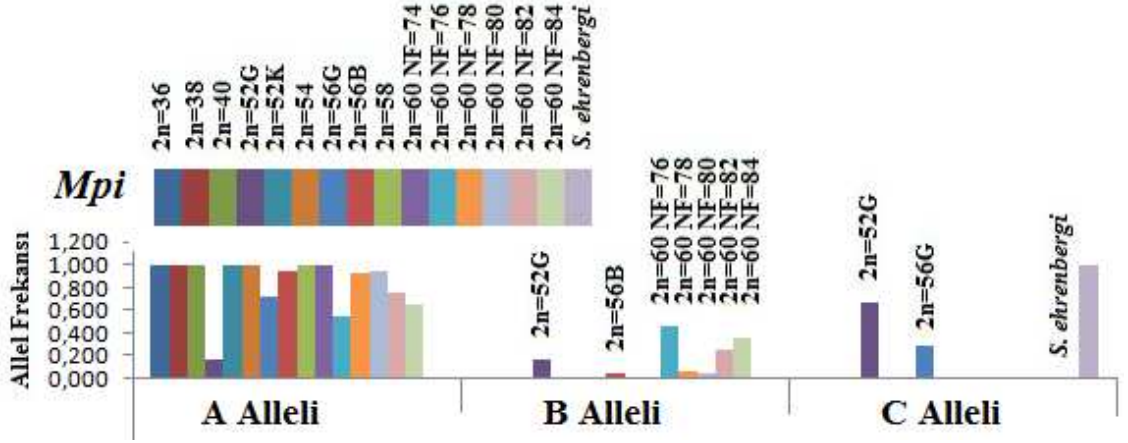 2n=36
2n=38
2n=40
2n=52G
2n=52K
2n=54
2n=56G
2n=56B
2n=58
2n=60 NF=74
2n=60 NF=76
2n=60 NF=78
2n=60 NF=80
2n=60 NF=82
2n=60 NF=84
S. ehrenbergi
Mpi
Allel Frekansı
1,200
1,000
0,800
0,600
0,400
0,200
0,000
2n=52G
2n=56B
2n=60 NF=76
2n=60 NF=78
2n=60 NF=80
2n=60 NF=82
2n=60 NF=84
2n=52G
2n=56G
S. ehrenbergi
A Alleli
B Alleli
C Alleli